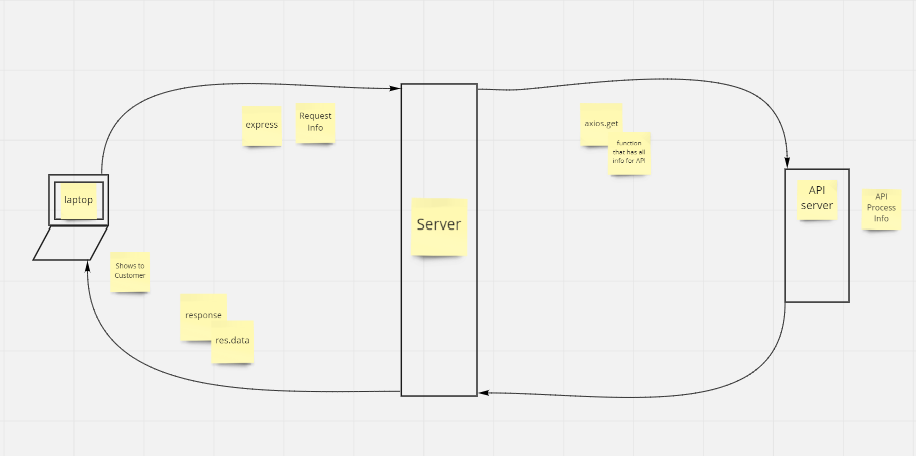 express
Request
info
axios.get
function
that has all
info for API
laptop
API
server
API
Process
Info
Server
Shows to
Customer
response
res.data